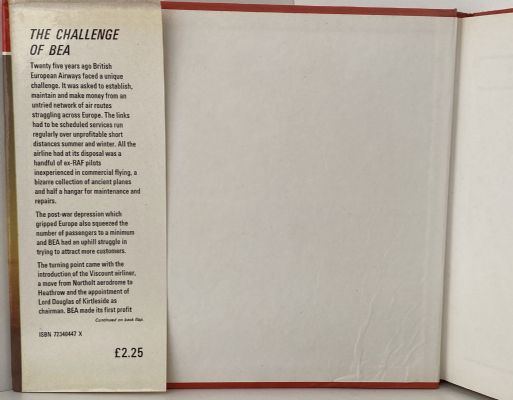 THE CHALLENGE
OF BEA
Twenty five years ago British
European Airways faced a unique
challenge. It was asked to establish,
maintain and make money from an
untried network of air routes
straggling across Europe. The links
had to be scheduled services run
regularly over unprofitable short
distances summer and winter. All the
airline had at its disposal was a
handful of ex-RAF pilots
inexperienced in commercial flying, a
bizarre collection of ancient planes
and half a hangar for maintenance and
repairs.
The post-war depression which
gripped Europe also squeezed the
number of passengers to a minimum
and BEA had an uphill struggle in
trying to attract more customers.
The turning point came with the
introduction of the Viscount airliner,
a move from Northolt aerodrome to
Heathrow and the appointment of
Lord Douglas of Kirtleside as
chairman. BEA made its first profit
Continued on back flap.
ISBN 72340447 X
£2.25